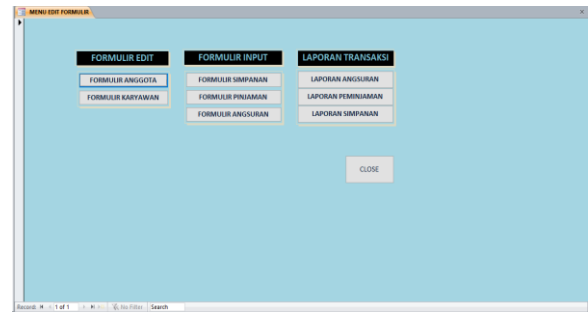 MENU EDIT FORMULIR
FORMULIR EDIT
FORMULIR ANGGOTA
FORMULIR KARYAWAN
FORMULIR INPUT
FORMULIR SIMPANAN
FORMULIR PINJAMAN
FORMULIR ANGSURAN
LAPORAN TRANSAKSI
LAPORAN ANGSURAN
LAPORAN PEMINJAMAN
LAPORAN SIMPANAN
CLOSE
Record: 1 of 1 No Filter Search